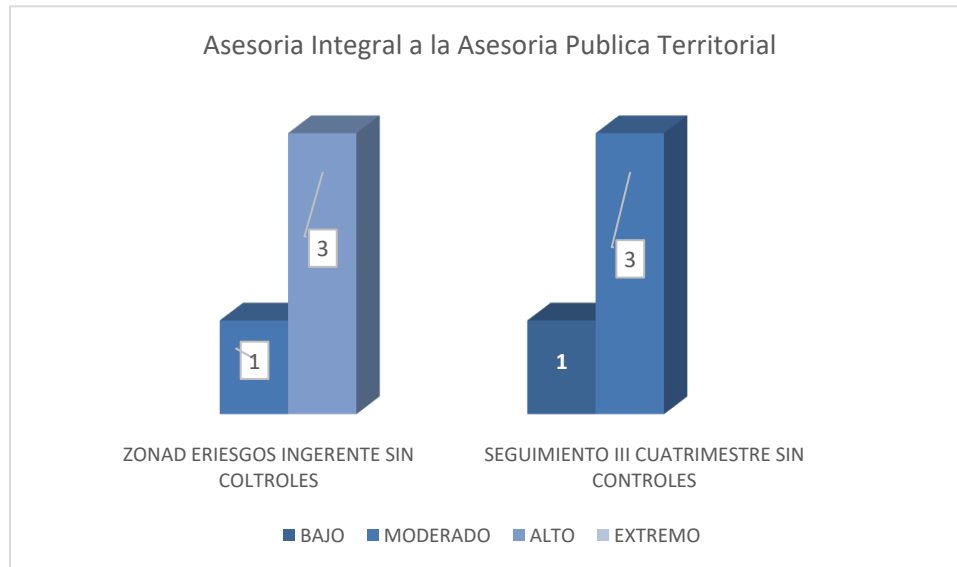 Asesoria Integral a la Asesoria Publica Territorial
3
1
3
1
ZONAD ERIESGOS INGERENTE SIN
COLTROLES
SEGUIMIENTO III CUATRIMESTRE SIN
CONTROLES
BAJO MODERADO ALTO EXTREMO